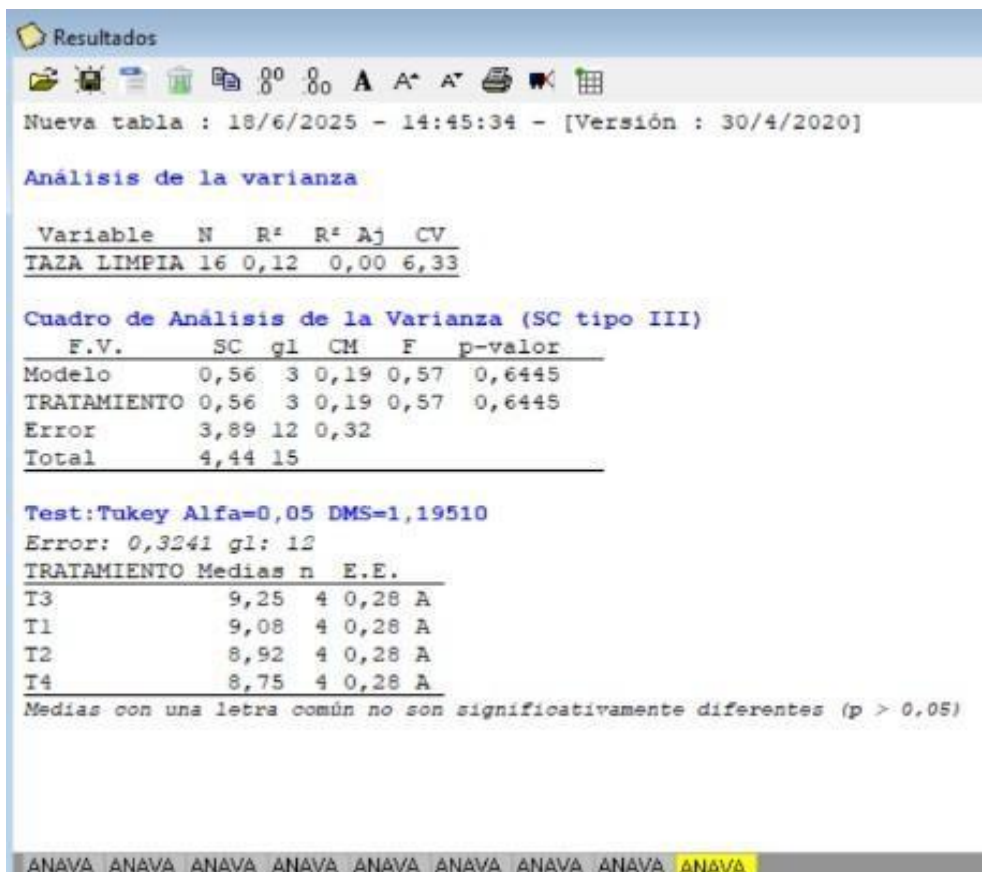 Resultados
Nueva tabla : 18/6/2025 - 14:45:34 - [Versión : 30/4/2020]
Análisis de la varianza
Variable N R² R² Aj CV
TAZA LIMPIA 16 0,12 0,00 6,33
Cuadro de Análisis de la Varianza (SC tipo III)
F.V. SC gl CM F p-valor
Modelo 0,56 3 0,19 0,57 0,6445
TRATAMIENTO 0,56 3 0,19 0,57 0,6445
Error 3,89 12 0,32
Total 4,44 15
Test:Tukey Alfa=0,05 DMS=1,19510
Error: 0,3241 gl: 12
TRATAMIENTO Medias n E.E.
T3 9,25 4 0,28 A
T1 9,08 4 0,28 A
T2 8,92 4 0,28 A
T4 8,75 4 0,28 A
Medias con una letra común no son significativamente diferentes (p > 0,05)
ANAVA ANAVA ANAVA ANAVA ANAVA ANAVA ANAVA ANAVA ANAVA